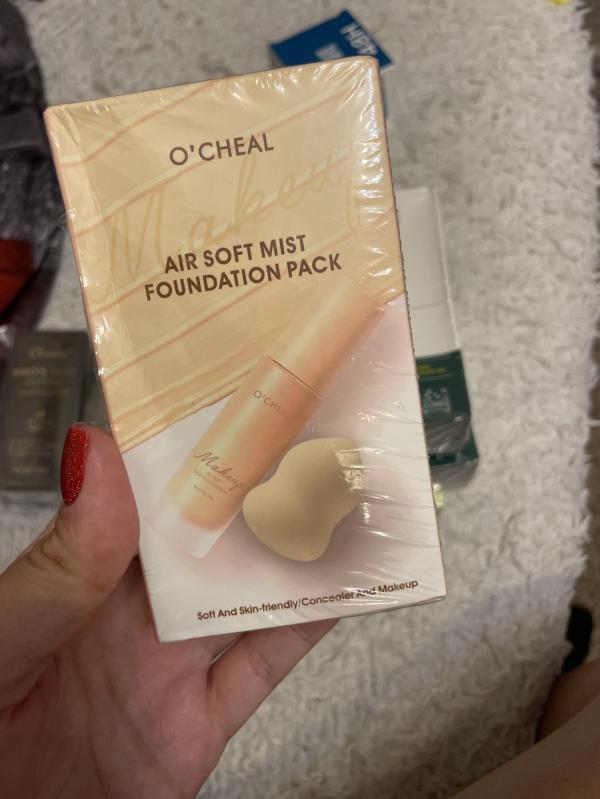 O'CHEAL
Makeup
AIR SOFT MIST
FOUNDATION PACK
O'CHEAL
Makeup
Soft And Skin-friendly/Concealer And Makeup